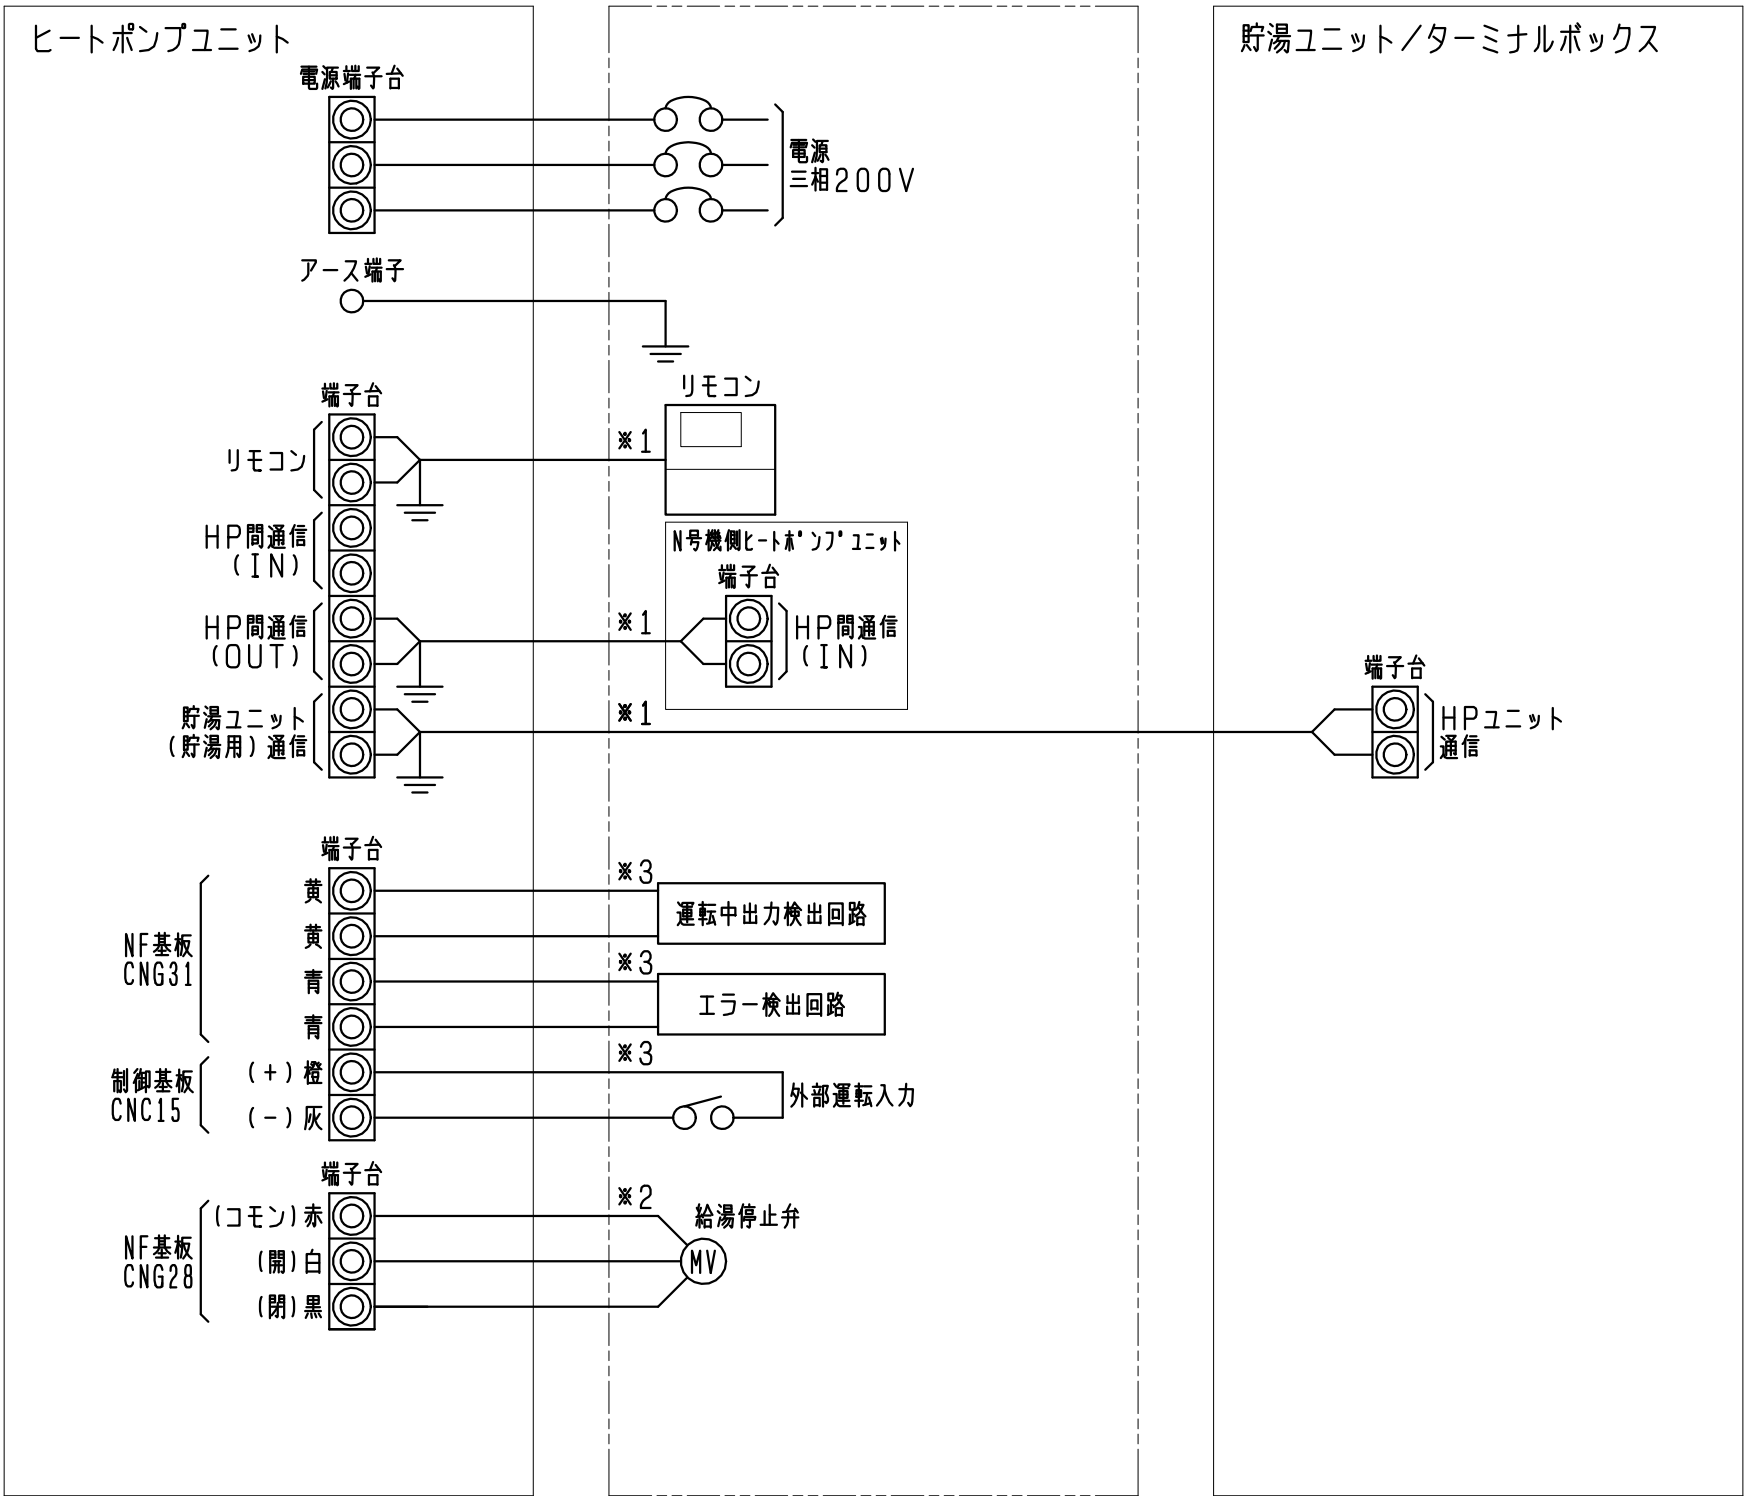 ヒートポンプユニット
貯湯ユニット／ターミナルボックス
電源端子台
電源
三相200V
アース端子
リモコン
端子台
リモコン
※1
HP間通信
(IN)
N号機側ヒートポンプユニット
端子台
HP間通信
(OUT)
※1
HP間通信
(IN)
貯湯ユニット
(貯湯用)通信
※1
端子台
HPユニット
通信
端子台
NF基板
CNG31
黄
黄
青
青
※3
運転中出力検出回路
※3
エラー検出回路
制御基板
CNC15
(+)橙
(-)灰
※3
外部運転入力
端子台
NF基板
CNG28
(コモン)赤
(開)白
(閉)黒
※2
給湯停止弁
MV